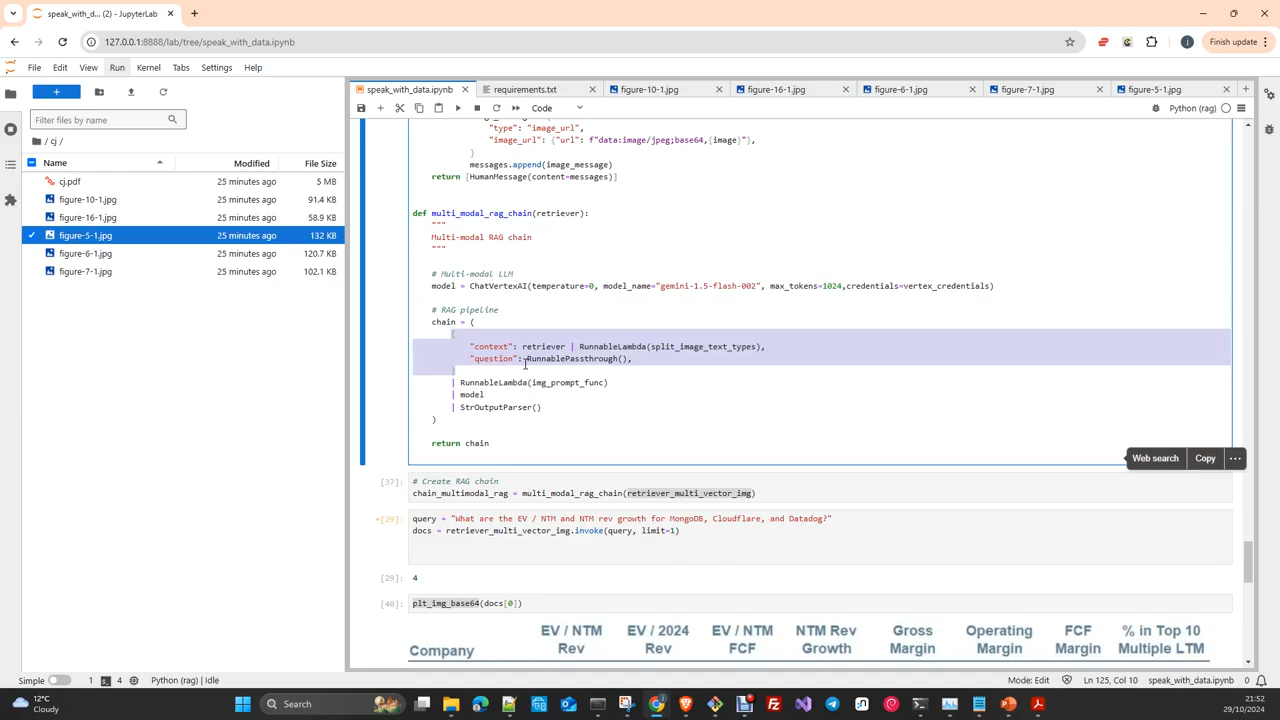 speak_with_d... (2) - JupyterLab
127.0.0.1:8888/lab/tree/speak_with_data.ipynb
Finish update
File Edit View Run Kernel Tabs Settings Help
Filter files by name
/ cj /
Name Modified File Size
cj.pdf 25 minutes ago 5 MB
figure-10-1.jpg 25 minutes ago 91.4 KB
figure-16-1.jpg 25 minutes ago 58.9 KB
figure-5-1.jpg 25 minutes ago 132 KB
figure-6-1.jpg 25 minutes ago 120.7 KB
figure-7-1.jpg 25 minutes ago 102.1 KB
speak_with_data.ipynb requirements.txt figure-10-1.jpg figure-16-1.jpg figure-6-1.jpg figure-7-1.jpg figure-5-1.jpg
Code Python (rag)
"type": "image_url",
"image_url": {"url": f"data:image/jpeg;base64,{image}"},
}
messages.append(image_message)
return [HumanMessage(content=messages)]
def multi_modal_rag_chain(retriever):
"""
Multi-modal RAG chain
"""
# Multi-modal LLM
model = ChatVertexAI(temperature=0, model_name="gemini-1.5-flash-002", max_tokens=1024,credentials=vertex_credentials)
# RAG pipeline
chain = (
{
"context": retriever | RunnableLambda(split_image_text_types),
"question": RunnablePassthrough(),
}
| RunnableLambda(img_prompt_func)
| model
| StrOutputParser()
)
return chain
Web search Copy
[37]:
# Create RAG chain
chain_multimodal_rag = multi_modal_rag_chain(retriever_multi_vector_img)
[29]:
query = "What are the EV / NTM and NTM rev growth for MongoDB, Cloudflare, and Datadog?"
docs = retriever_multi_vector_img.invoke(query, limit=1)
[29]: 4
[40]: plt_img_base64(docs[0])
Company EV / NTM Rev EV / 2024 Rev EV / NTM FCF NTM Rev Growth Gross Margin Operating Margin FCF Margin % in Top 10 Multiple LTM
Simple 1 4 Python (rag) | Idle Mode: Edit Ln 125, Col 10 speak_with_data.ipynb 0
12°C
Cloudy
Search
21:52
29/10/2024